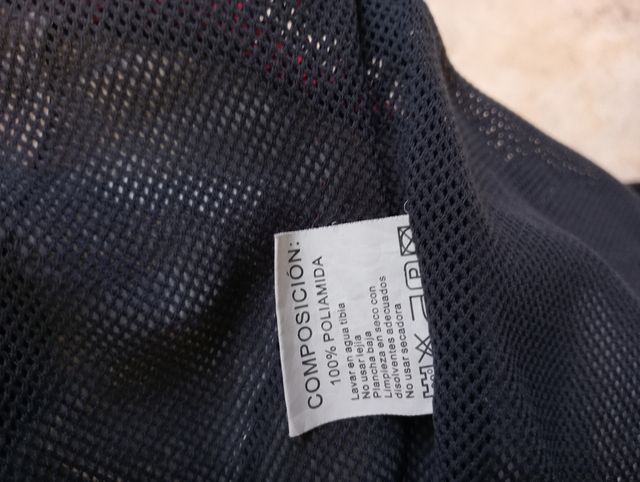 COMPOSICIÓN:
100% POLIAMIDA
Lavar en agua tibia
No usar lejia
Plancha baja
Limpieza en seco con
disolventes adecuados
No usar secadora
P